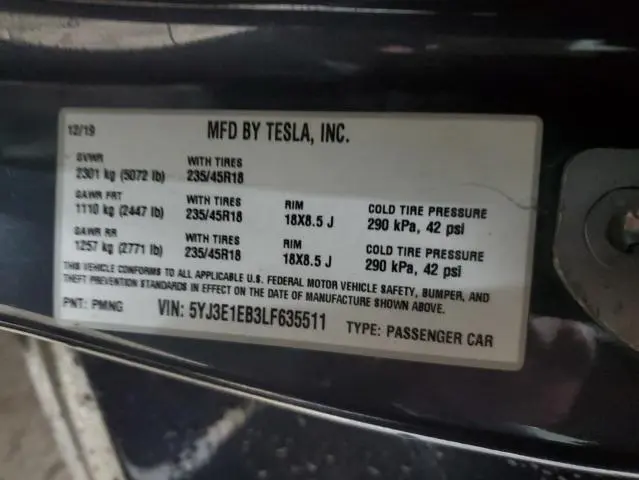 12/19 MFD BY TESLA, INC.
GVWR WITH TIRES
2301 kg (5072 lb) 235/45R18
GAWR FRT WITH TIRES RIM COLD TIRE PRESSURE
1110 kg (2447 lb) 235/45R18 18X8.5 J 290 kPa, 42 psi
GAWR RR WITH TIRES RIM COLD TIRE PRESSURE
1257 kg (2771 lb) 235/45R18 18X8.5 J 290 kPa, 42 psi
THIS VEHICLE CONFORMS TO ALL APPLICABLE U.S. FEDERAL MOTOR VEHICLE SAFETY, BUMPER, AND
THEFT PREVENTION STANDARDS IN EFFECT ON THE DATE OF MANUFACTURE SHOWN ABOVE.
PNT: PMNG VIN: 5YJ3E1EB3LF635511 TYPE: PASSENGER CAR